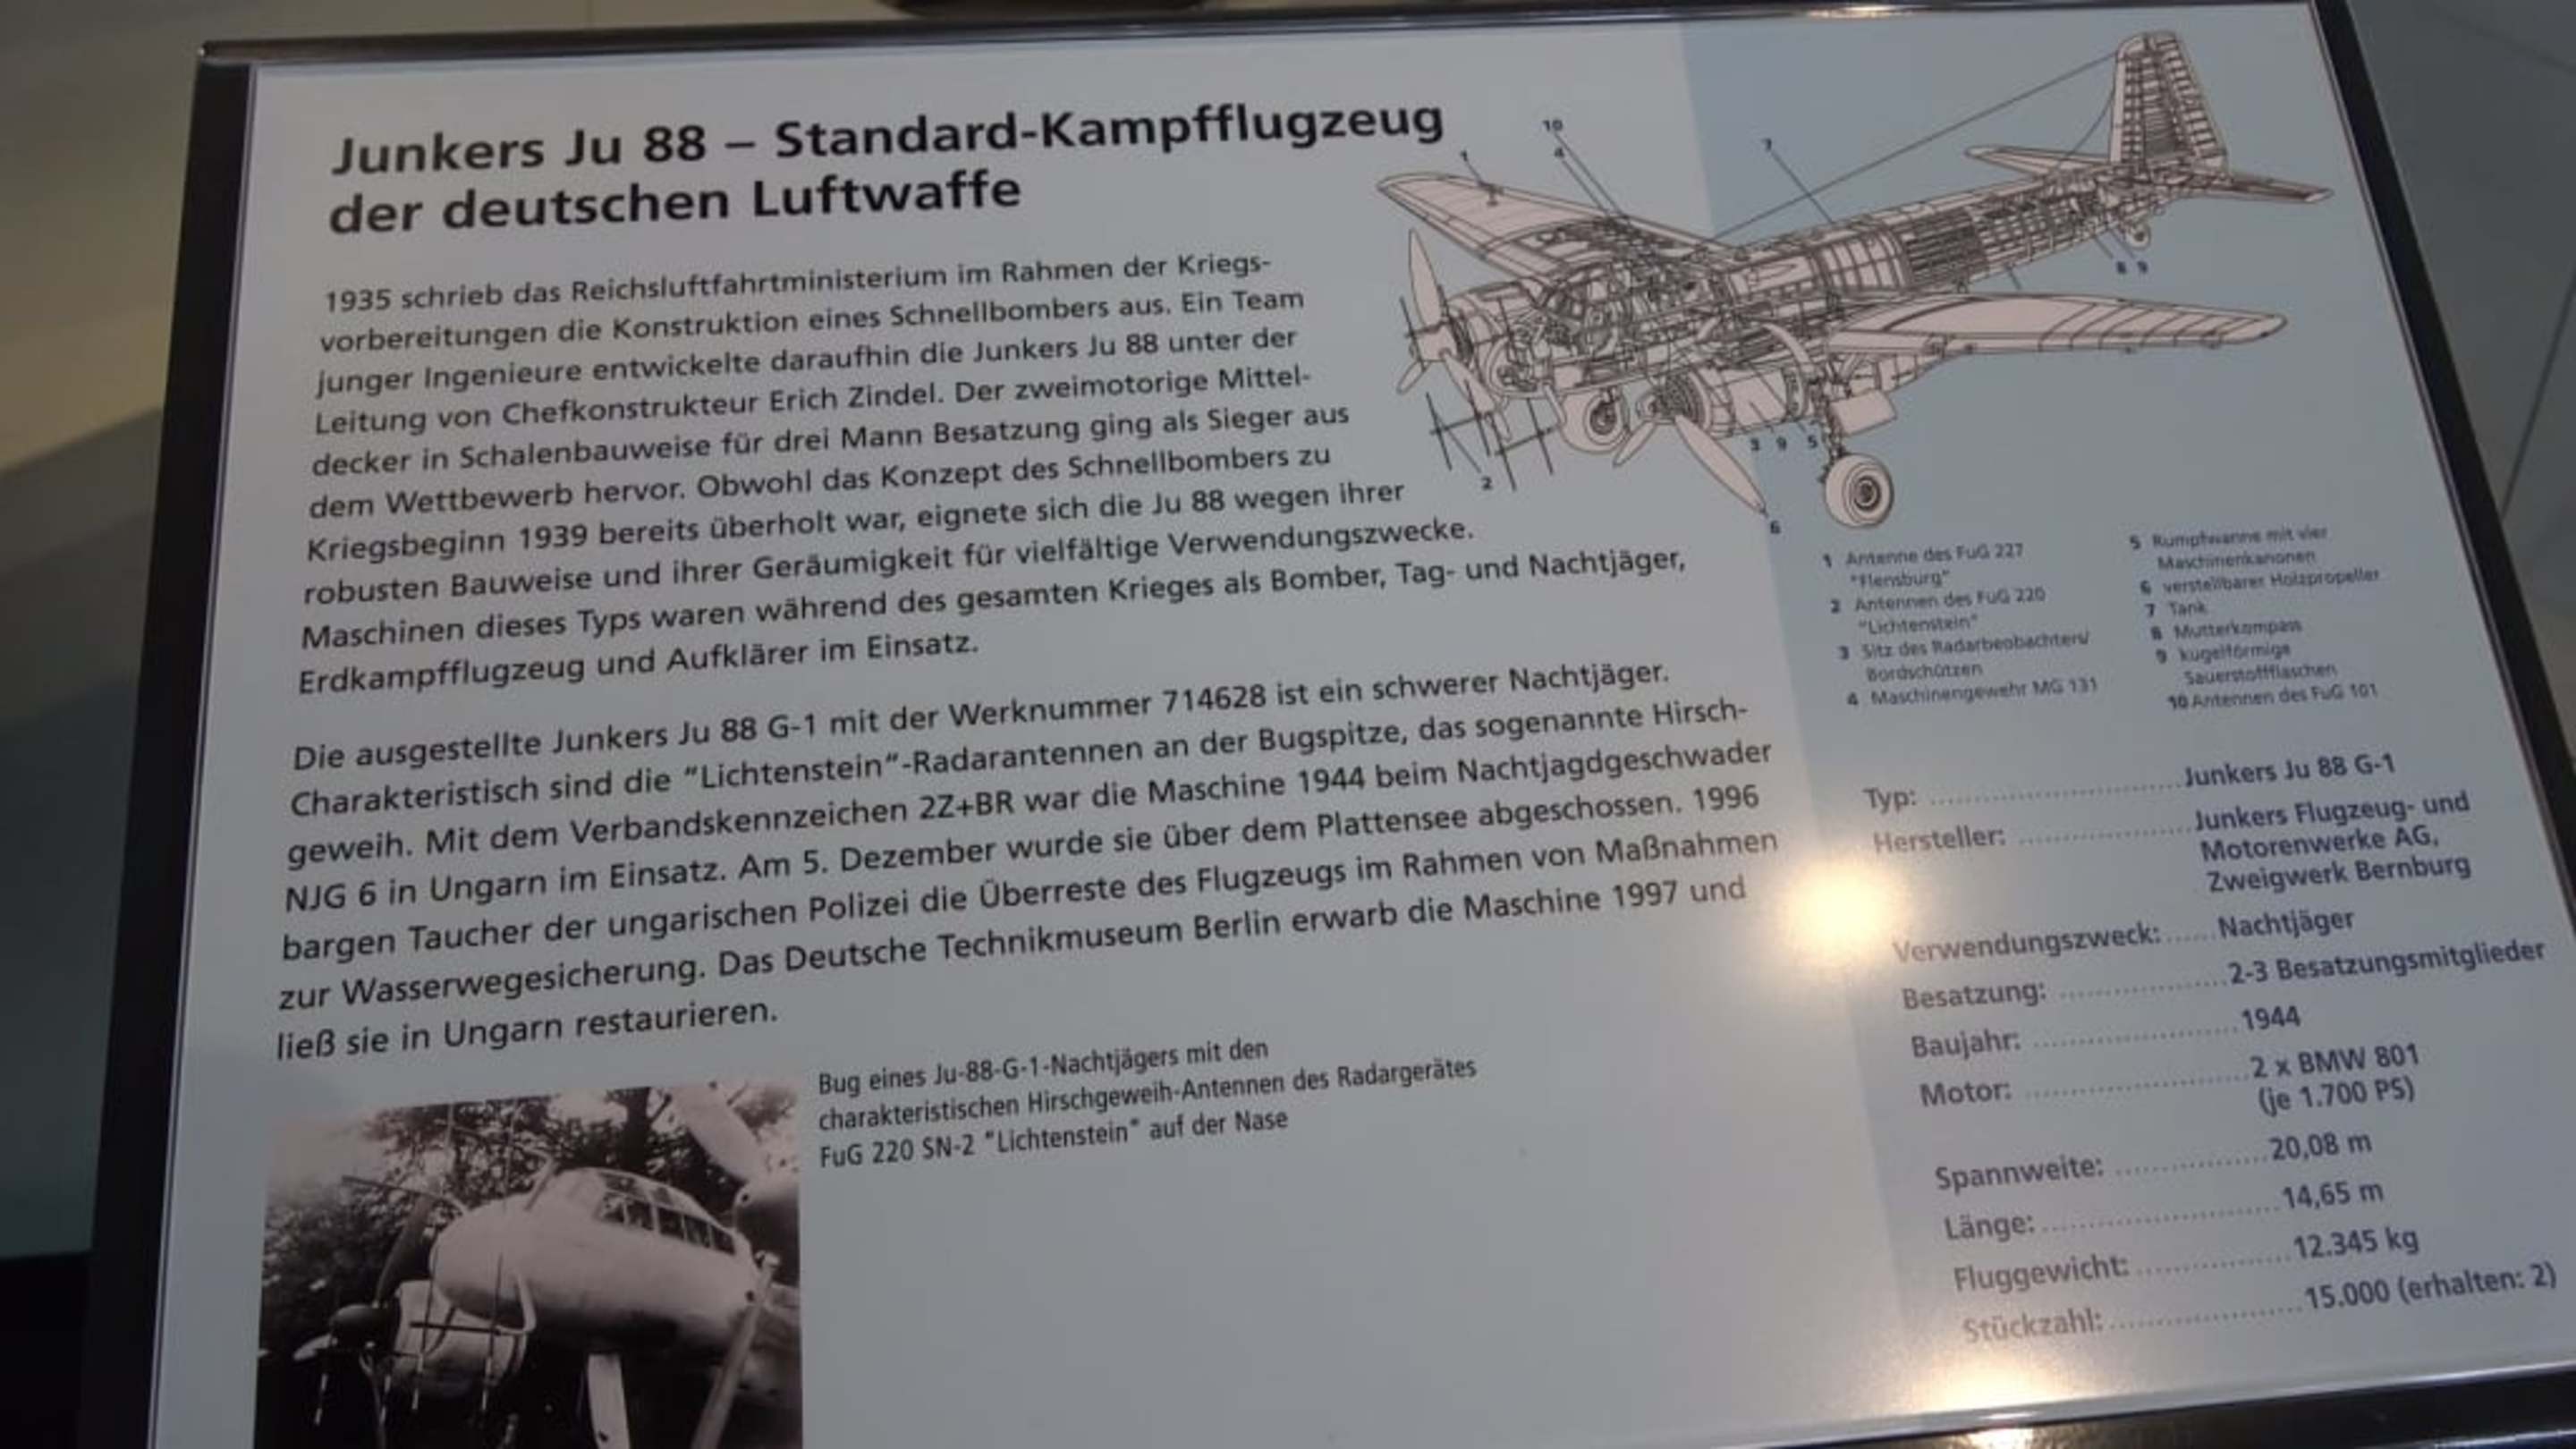 Junkers Ju 88 – Standard-Kampfflugzeug
der deutschen Luftwaffe
1935 schrieb das Reichsluftfahrtministerium im Rahmen der Kriegs-
vorbereitungen die Konstruktion eines Schnellbombers aus. Ein Team
junger Ingenieure entwickelte daraufhin die Junkers Ju 88 unter der
Leitung von Chefkonstrukteur Erich Zindel. Der zweimotorige Mittel-
decker in Schalenbauweise für drei Mann Besatzung ging als Sieger aus
dem Wettbewerb hervor. Obwohl das Konzept des Schnellbombers zu
Kriegsbeginn 1939 bereits überholt war, eignete sich die Ju 88 wegen ihrer
robusten Bauweise und ihrer Geräumigkeit für vielfältige Verwendungszwecke.
Maschinen dieses Typs waren während des gesamten Krieges als Bomber, Tag- und Nachtjäger,
Erdkampfflugzeug und Aufklärer im Einsatz.
Die ausgestellte Junkers Ju 88 G-1 mit der Werknummer 714628 ist ein schwerer Nachtjäger.
Charakteristisch sind die "Lichtenstein"-Radarantennen an der Bugspitze, das sogenannte Hirsch-
geweih. Mit dem Verbandskennzeichen 2Z+BR war die Maschine 1944 beim Nachtjagdgeschwader
NJG 6 in Ungarn im Einsatz. Am 5. Dezember wurde sie über dem Plattensee abgeschossen. 1996
bargen Taucher der ungarischen Polizei die Überreste des Flugzeugs im Rahmen von Maßnahmen
zur Wasserwegesicherung. Das Deutsche Technikmuseum Berlin erwarb die Maschine 1997 und
ließ sie in Ungarn restaurieren.
Bug eines Ju-88-G-1-Nachtjägers mit den
charakteristischen Hirschgeweih-Antennen des Radargerätes
FuG 220 SN-2 "Lichtenstein" auf der Nase
1
10
4
7
8 9
3 9 5
2
6
1 Antenne des FuG 227
"Flensburg"
2 Antennen des FuG 220
"Lichtenstein"
3 Sitz des Radarbeobachters/
Bordschützen
4 Maschinengewehr MG 131
5 Rumpfwanne mit vier
Maschinenkanonen
6 verstellbarer Holzpropeller
7 Tank
8 Mutterkompass
9 kugelförmige
Sauerstoffflaschen
10 Antennen des FuG 101
Typ: ........................ Junkers Ju 88 G-1
Hersteller: ................ Junkers Flugzeug- und
Motorenwerke AG,
Zweigwerk Bernburg
Verwendungszweck: ...... Nachtjäger
Besatzung: .................. 2-3 Besatzungsmitglieder
Baujahr: ..................... 1944
Motor: ....................... 2 x BMW 801
(je 1.700 PS)
Spannweite: ................ 20,08 m
Länge: ........................ 14,65 m
Fluggewicht: ................ 12.345 kg
Stückzahl: ................... 15.000 (erhalten: 2)